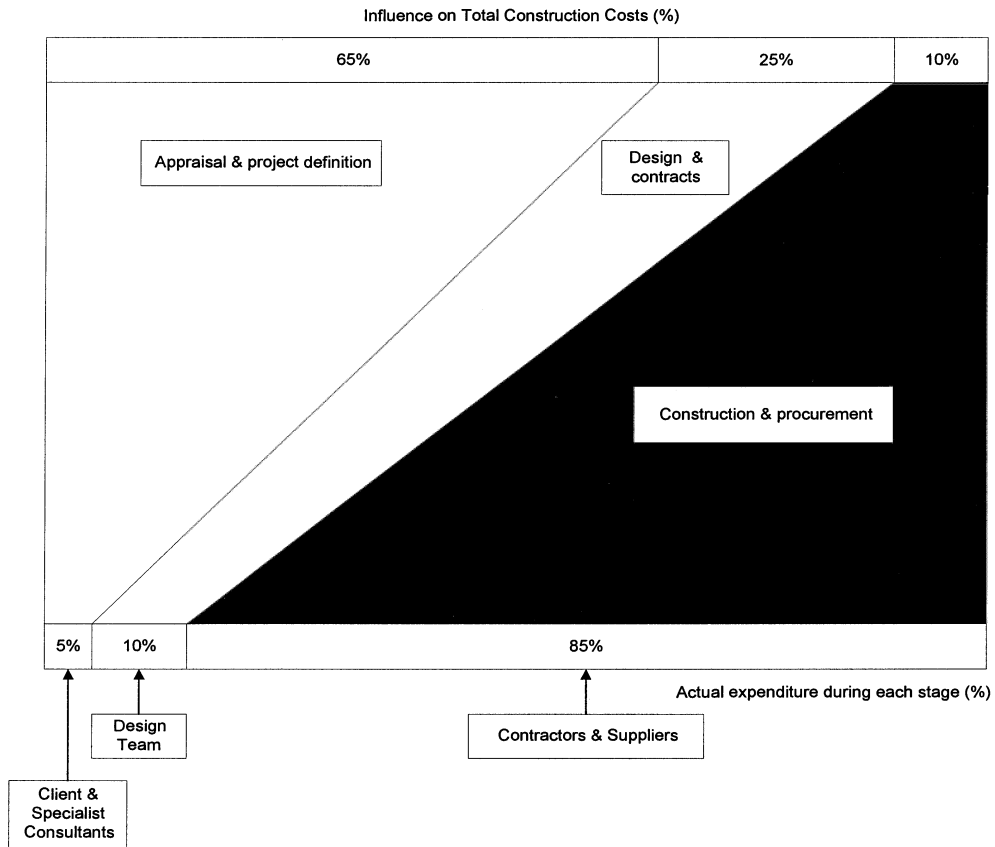 Influence on Total Construction Costs (%)
65%
25%
10%
Appraisal & project definition
Design &
contracts
Construction & procurement
5%
10%
85%
Actual expenditure during each stage (%)
Design
Team
Contractors & Suppliers
Client &
Specialist
Consultants